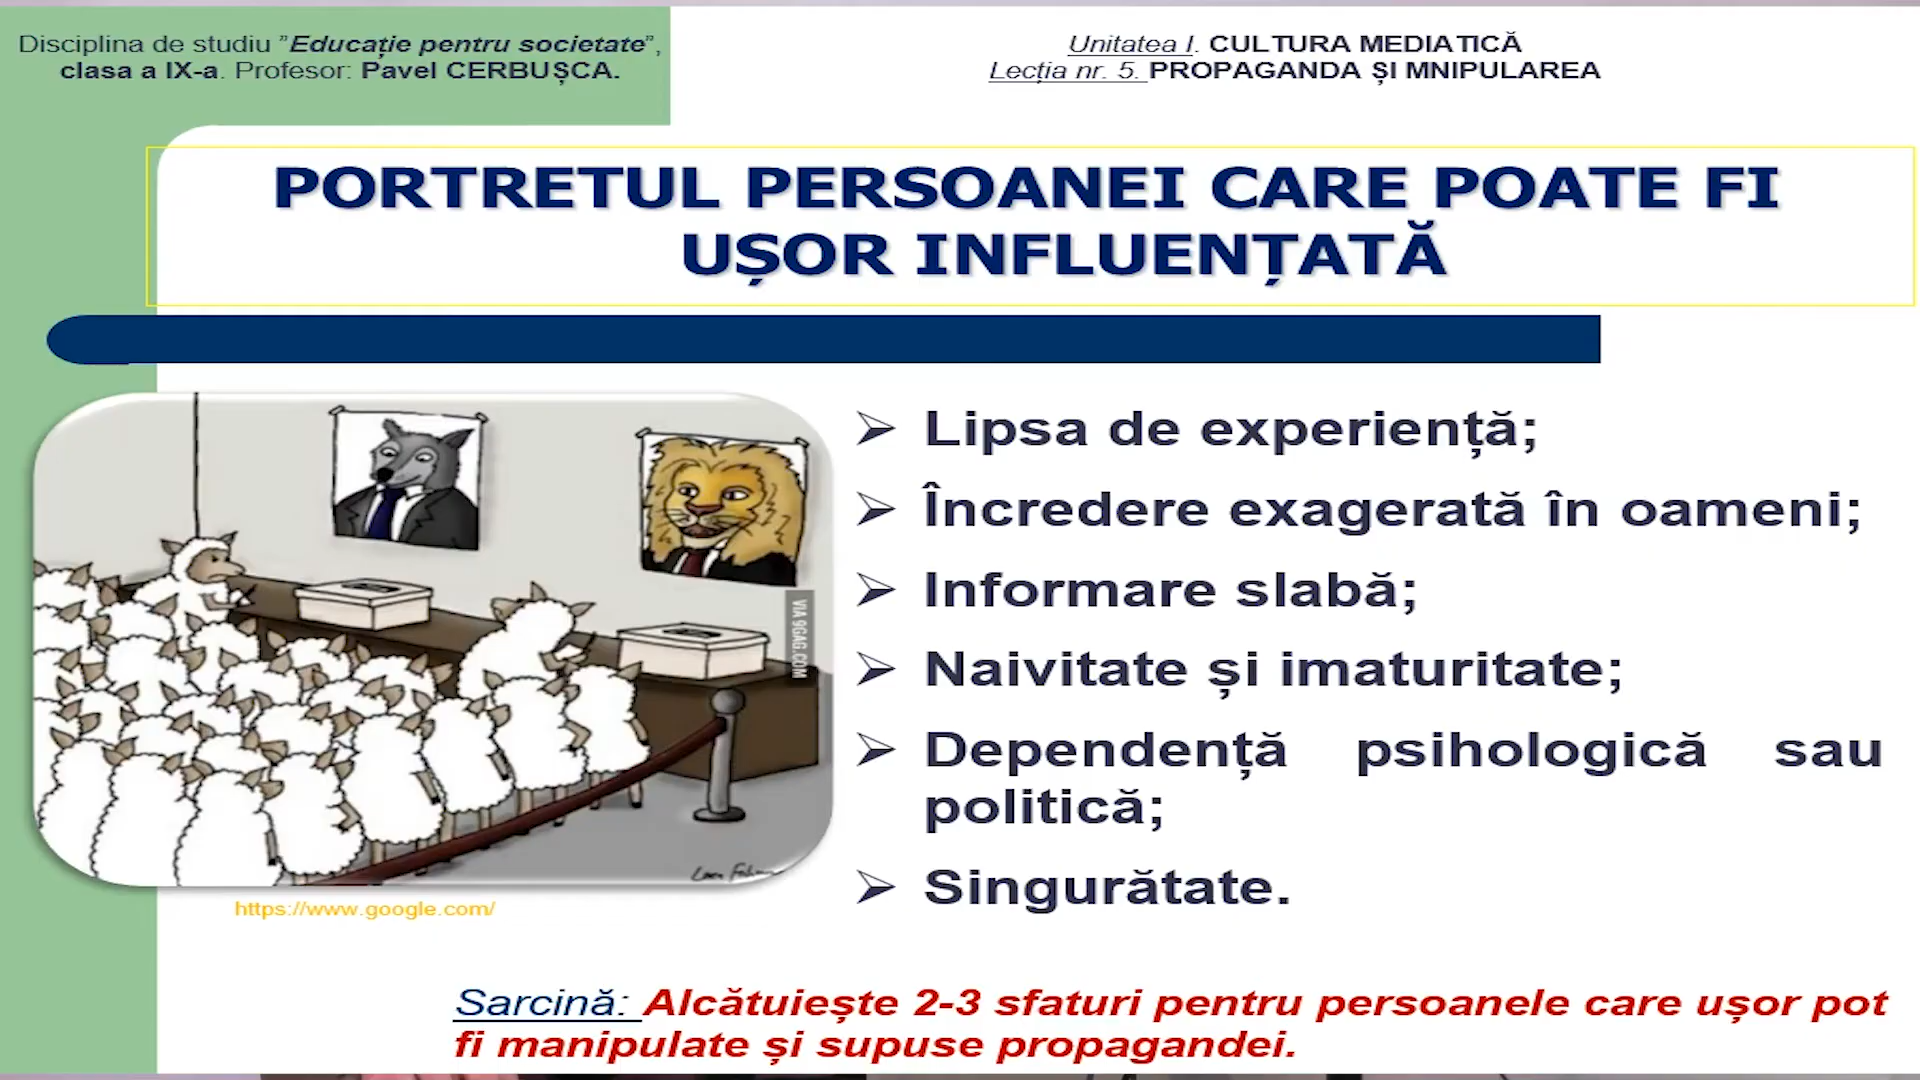 Disciplina de studiu ”Educație pentru societate”,
clasa a IX-a. Profesor: Pavel CERBUȘCA.
Unitatea I. CULTURA MEDIATICĂ
Lecția nr. 5. PROPAGANDA ȘI MNIPULAREA
PORTRETUL PERSOANEI CARE POATE FI
UȘOR INFLUENȚATĂ
VIA 9GAG.COM
https://www.google.com/
➢ Lipsa de experiență;
➢ Încredere exagerată în oameni;
➢ Informare slabă;
➢ Naivitate și imaturitate;
➢ Dependență psihologică sau
politică;
➢ Singurătate.
Sarcină: Alcătuiește 2-3 sfaturi pentru persoanele care ușor pot
fi manipulate și supuse propagandei.